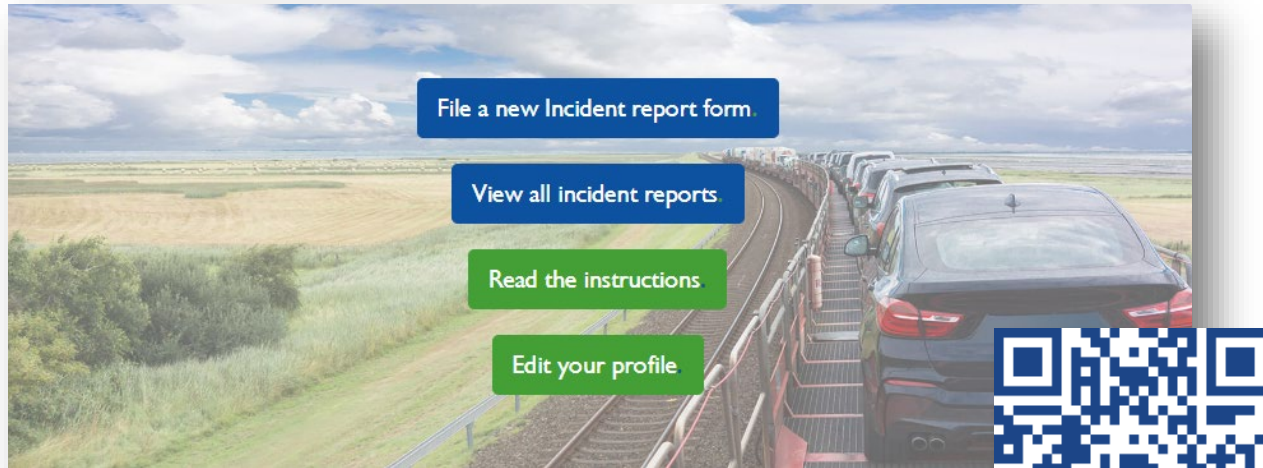 File a new Incident report form.
View all incident reports.
Read the instructions.
Edit your profile.